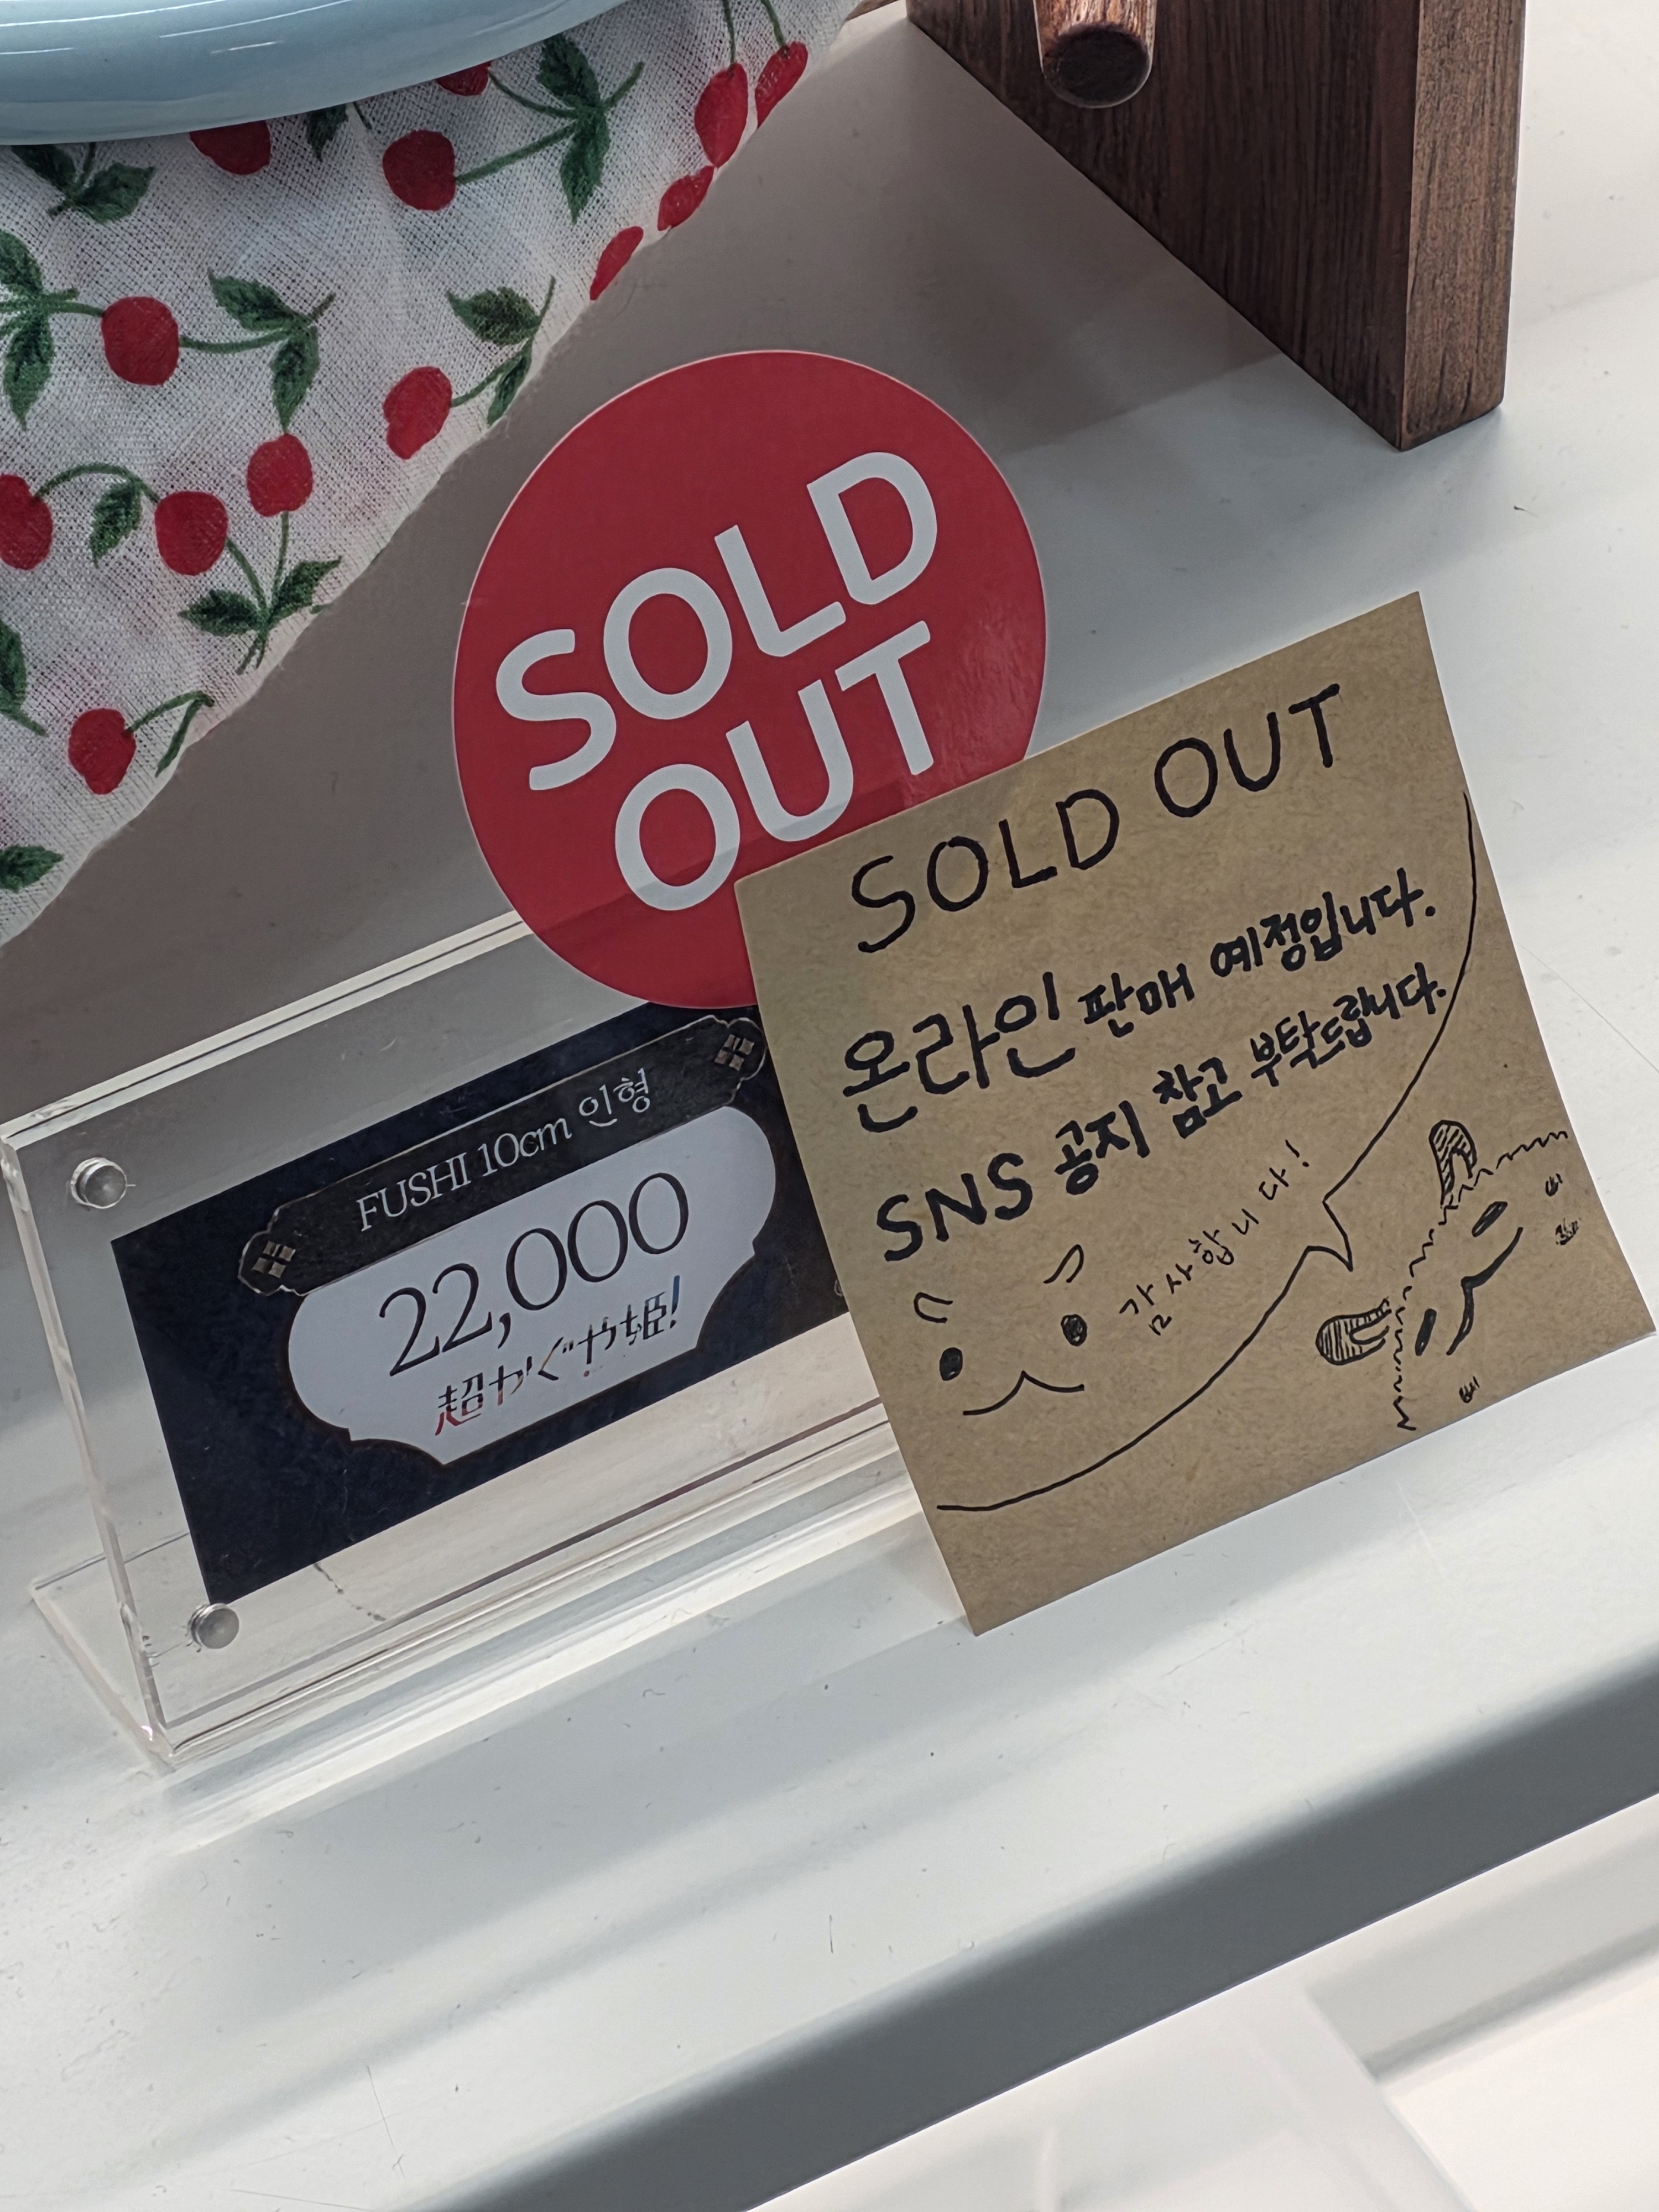 SOLD
OUT
SOLD OUT
온라인 판매 예정입니다.
SNS 공지 참고 부탁드립니다.
감사합니다!
FUSHI 10cm 인형
22,000
超かぐや姫!